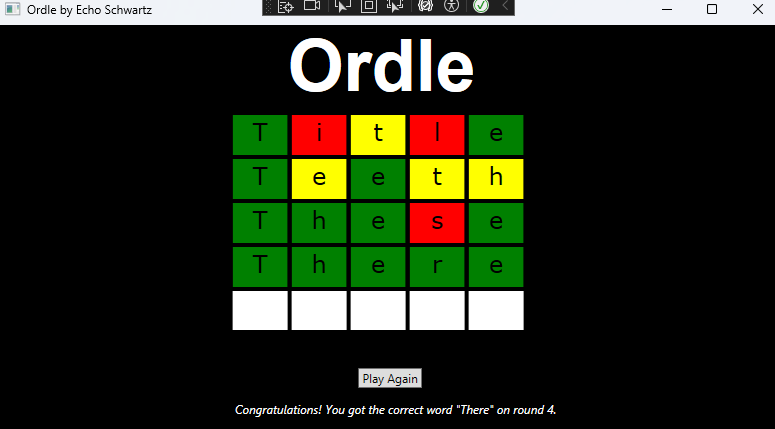 Ordle by Echo Schwartz
Ordle
T i t l e
T e e t h
T h e s e
T h e r e
Play Again
Congratulations! You got the correct word "There" on round 4.